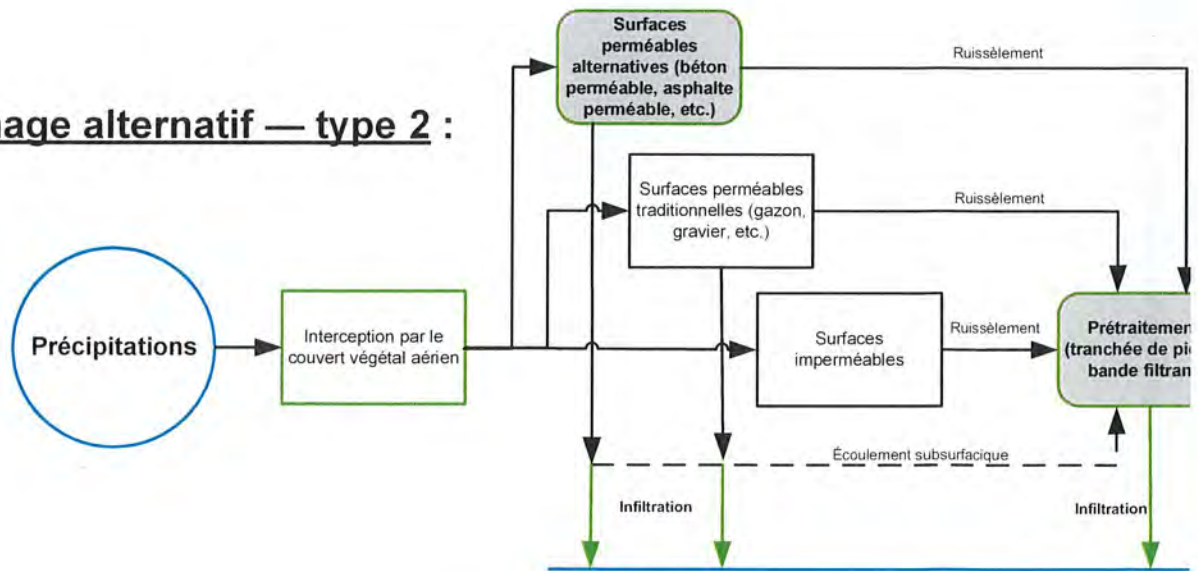 Surfaces
perméables
alternatives (béton
perméable, asphalte
perméable, etc.)
Ruissèlement
nage alternatif — type 2 :
Surfaces perméables
traditionnelles (gazon,
gravier, etc.)
Ruissèlement
Précipitations
Interception par le
couvert végétal aérien
Surfaces
imperméables
Ruissèlement
Prétraitemen
(tranchée de pi
bande filtran
Écoulement subsurfacique
Infiltration
Infiltration